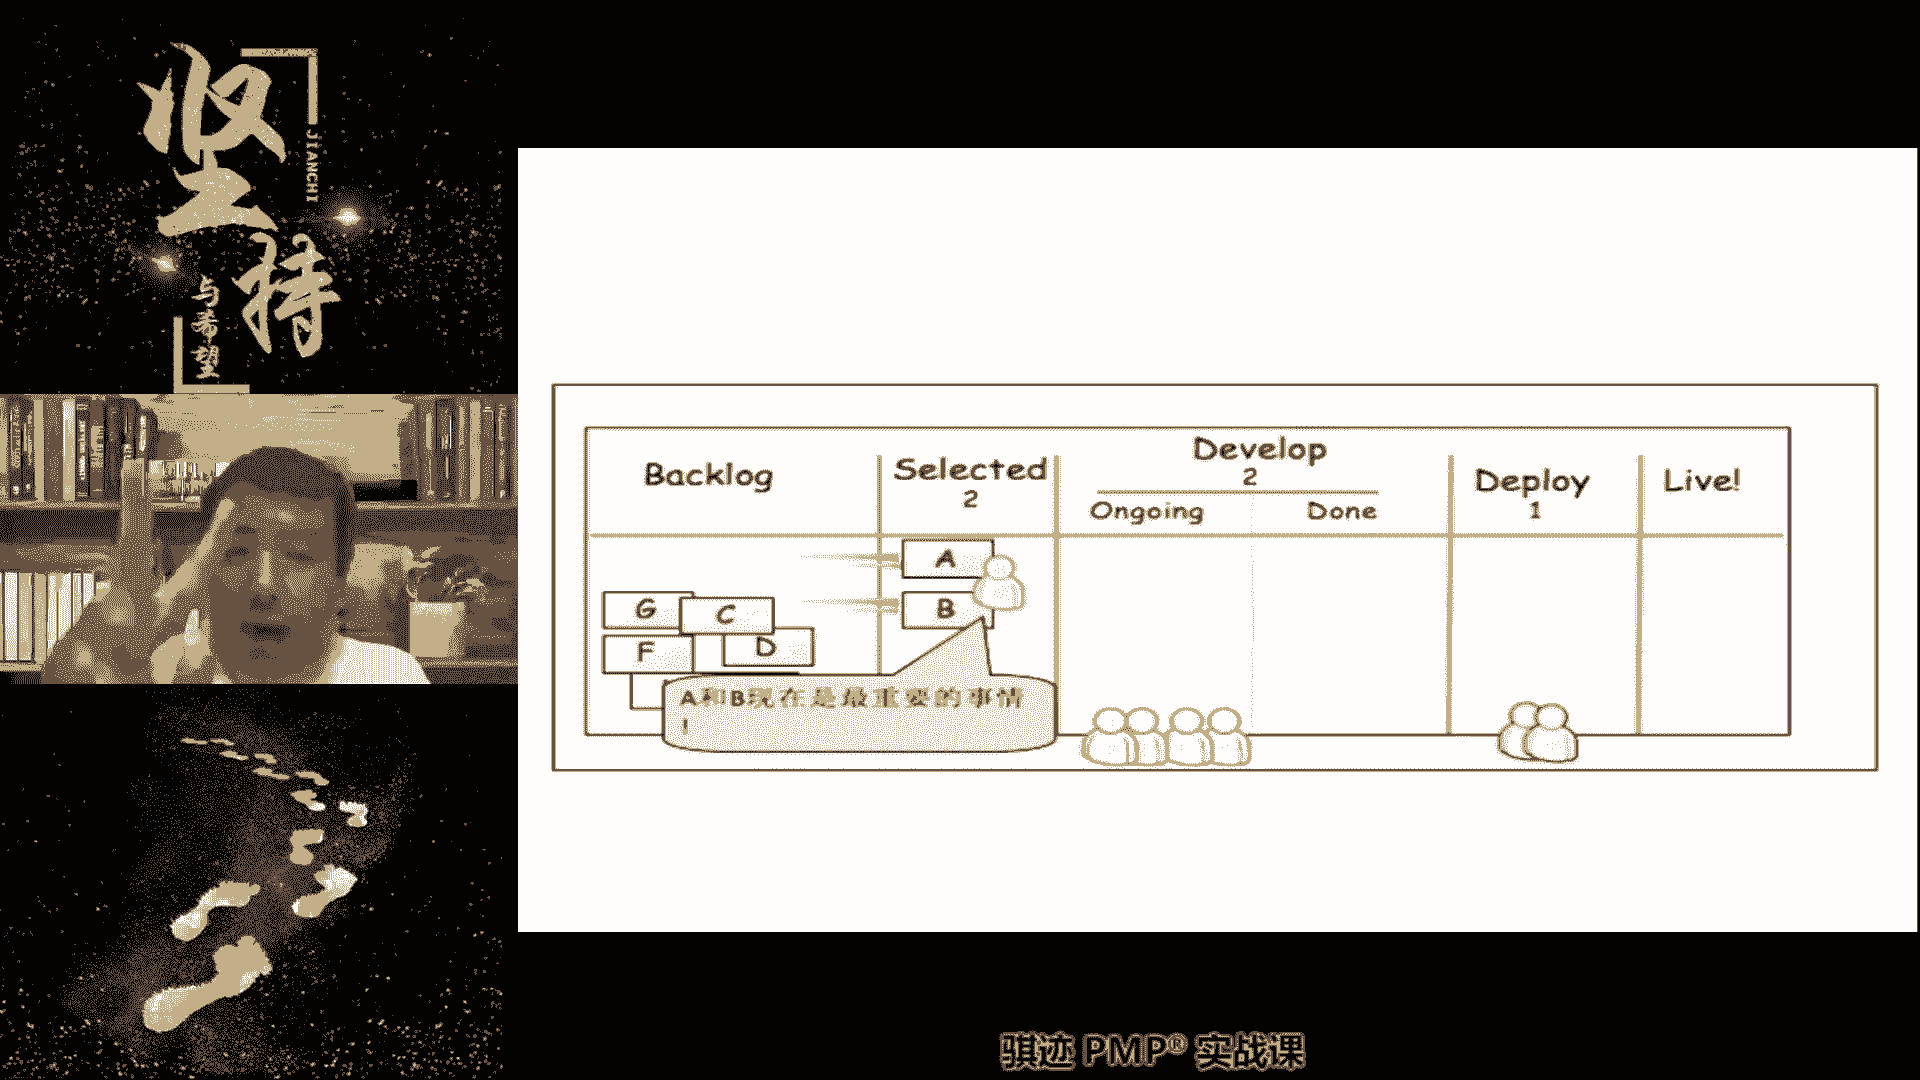 坚持
JIANCHI
与希望
Backlog
Selected
2
Develop
2
Ongoing
Done
Deploy
1
Live!
A
B
G
C
F
D
A和B现在是最重要的事情
!
骐迹 PMP® 实战课